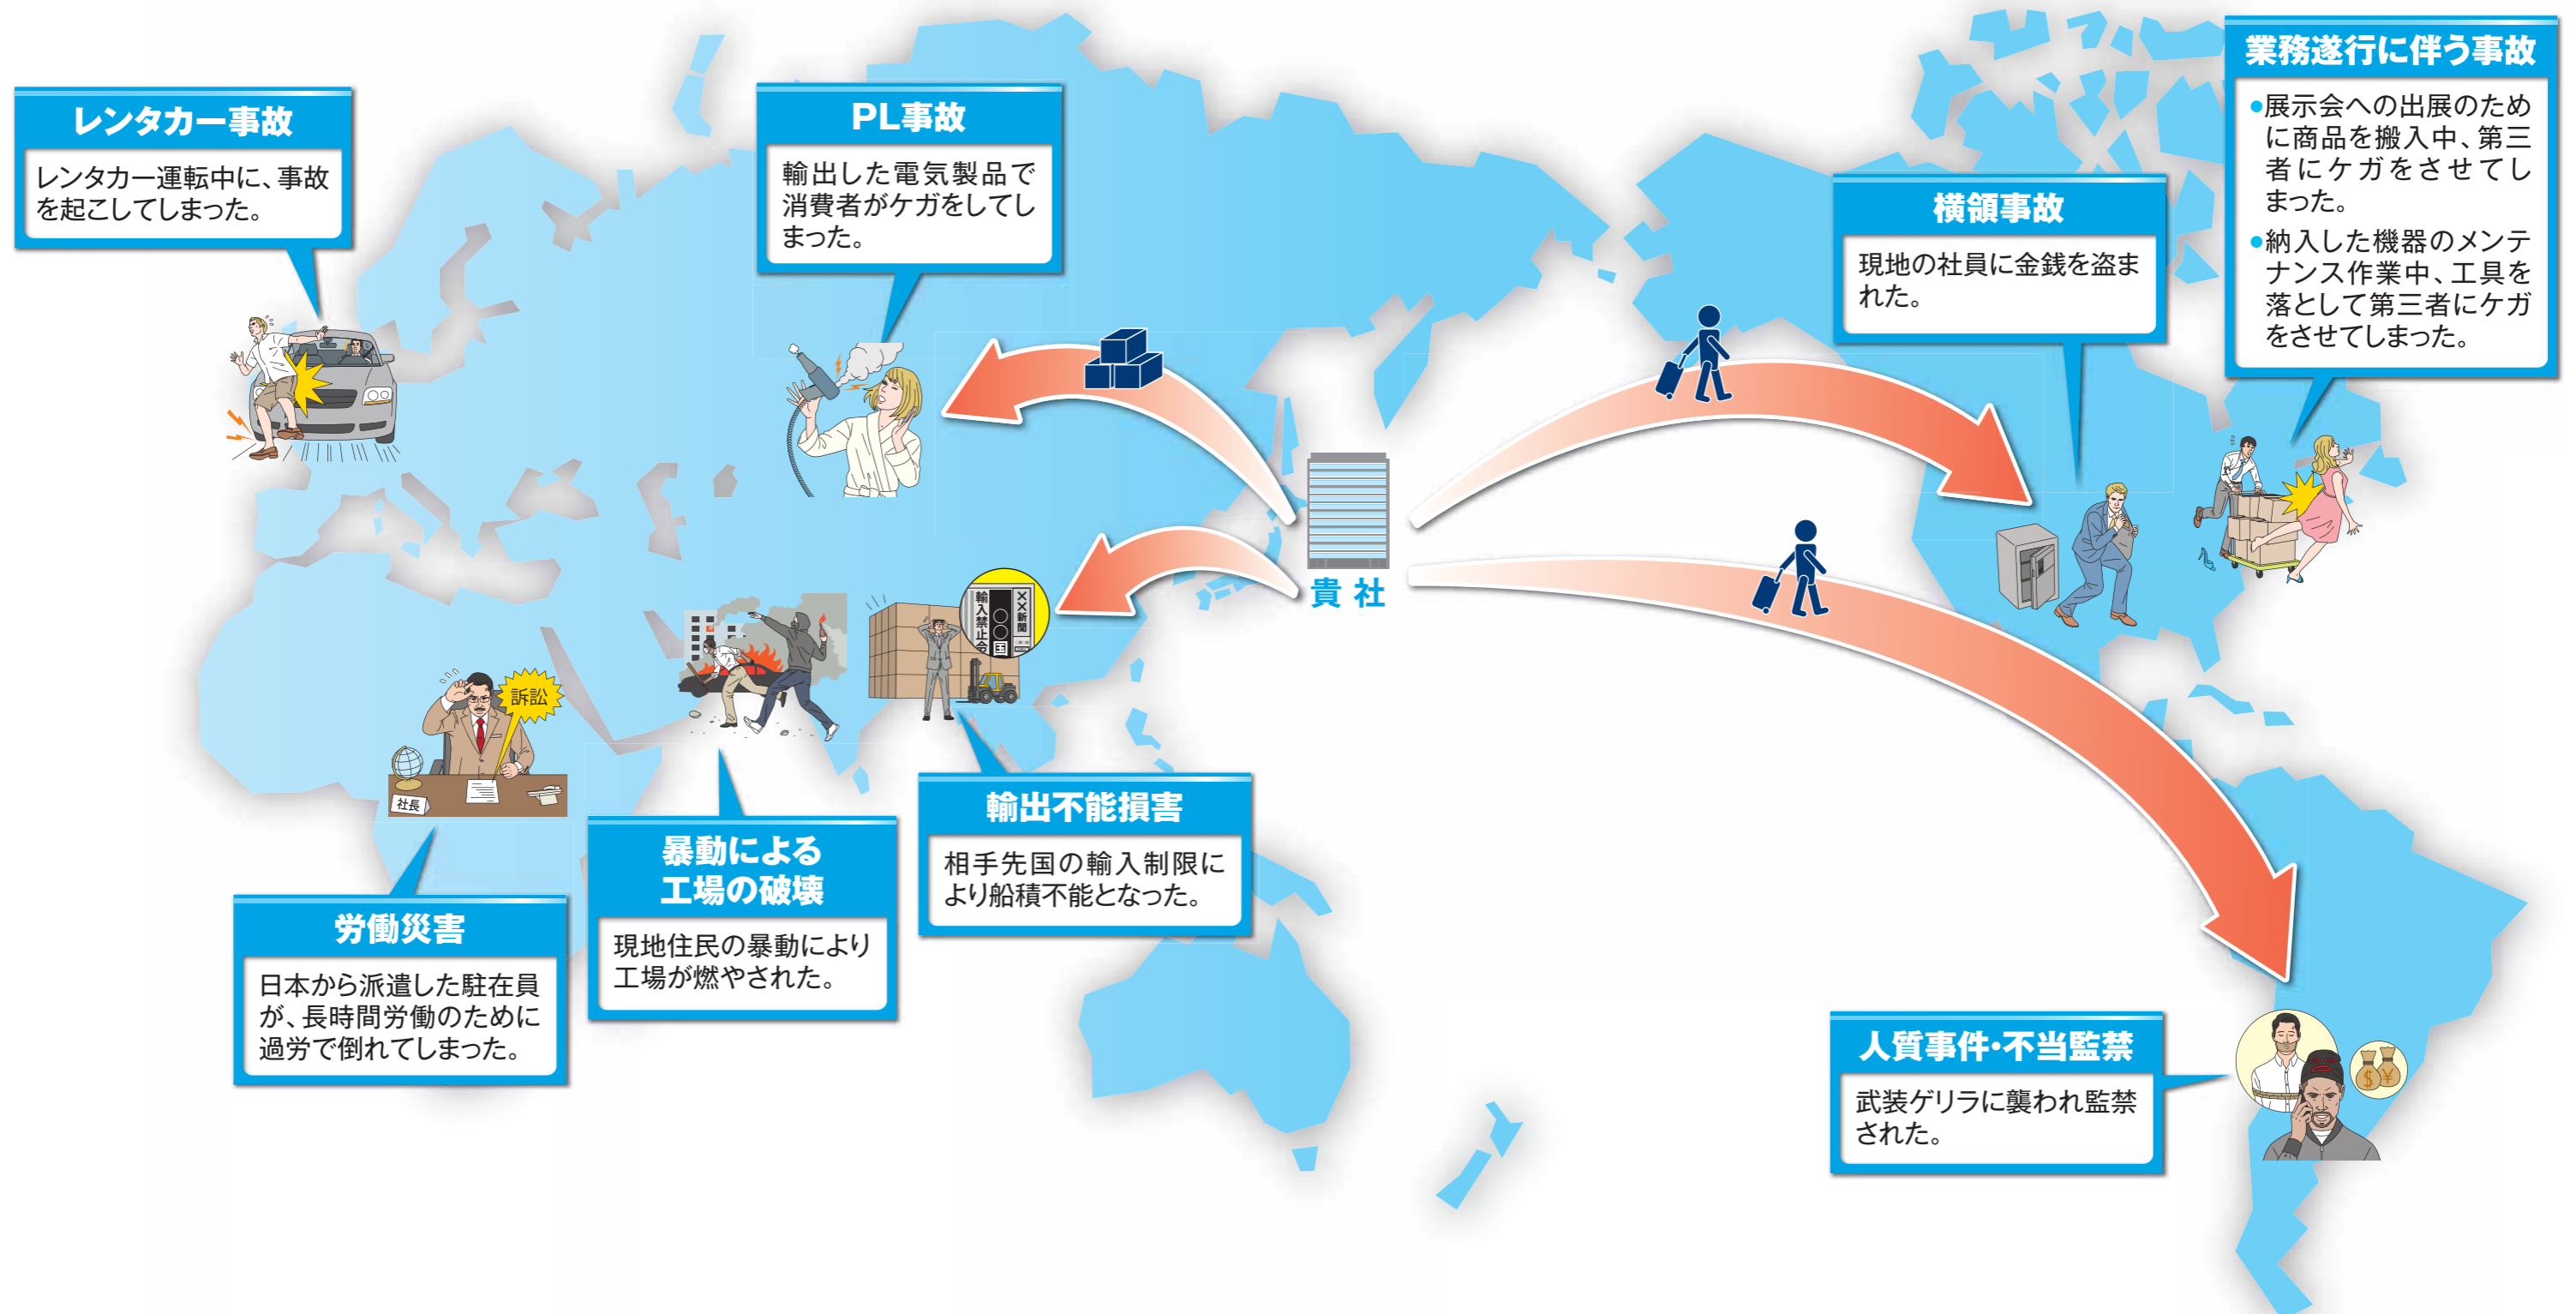 レンタカー事故
レンタカー運転中に、事故
を起こしてしまった。
PL事故
輸出した電気製品で
消費者がケガをしてし
まった。
横領事故
現地の社員に金銭を盗ま
れた。
業務遂行に伴う事故
●展示会への出展のため
に商品を搬入中、第三
者にケガをさせてし
まった。
●納入した機器のメンテ
ナンス作業中、工具を
落として第三者にケガ
をさせてしまった。
貴社
××新聞
○○国
輸入禁止令
訴訟
社長
労働災害
日本から派遣した駐在員
が、長時間労働のために
過労で倒れてしまった。
暴動による
工場の破壊
現地住民の暴動により
工場が燃やされた。
輸出不能損害
相手先国の輸入制限に
より船積不能となった。
人質事件・不当監禁
武装ゲリラに襲われ監禁
された。
$
¥